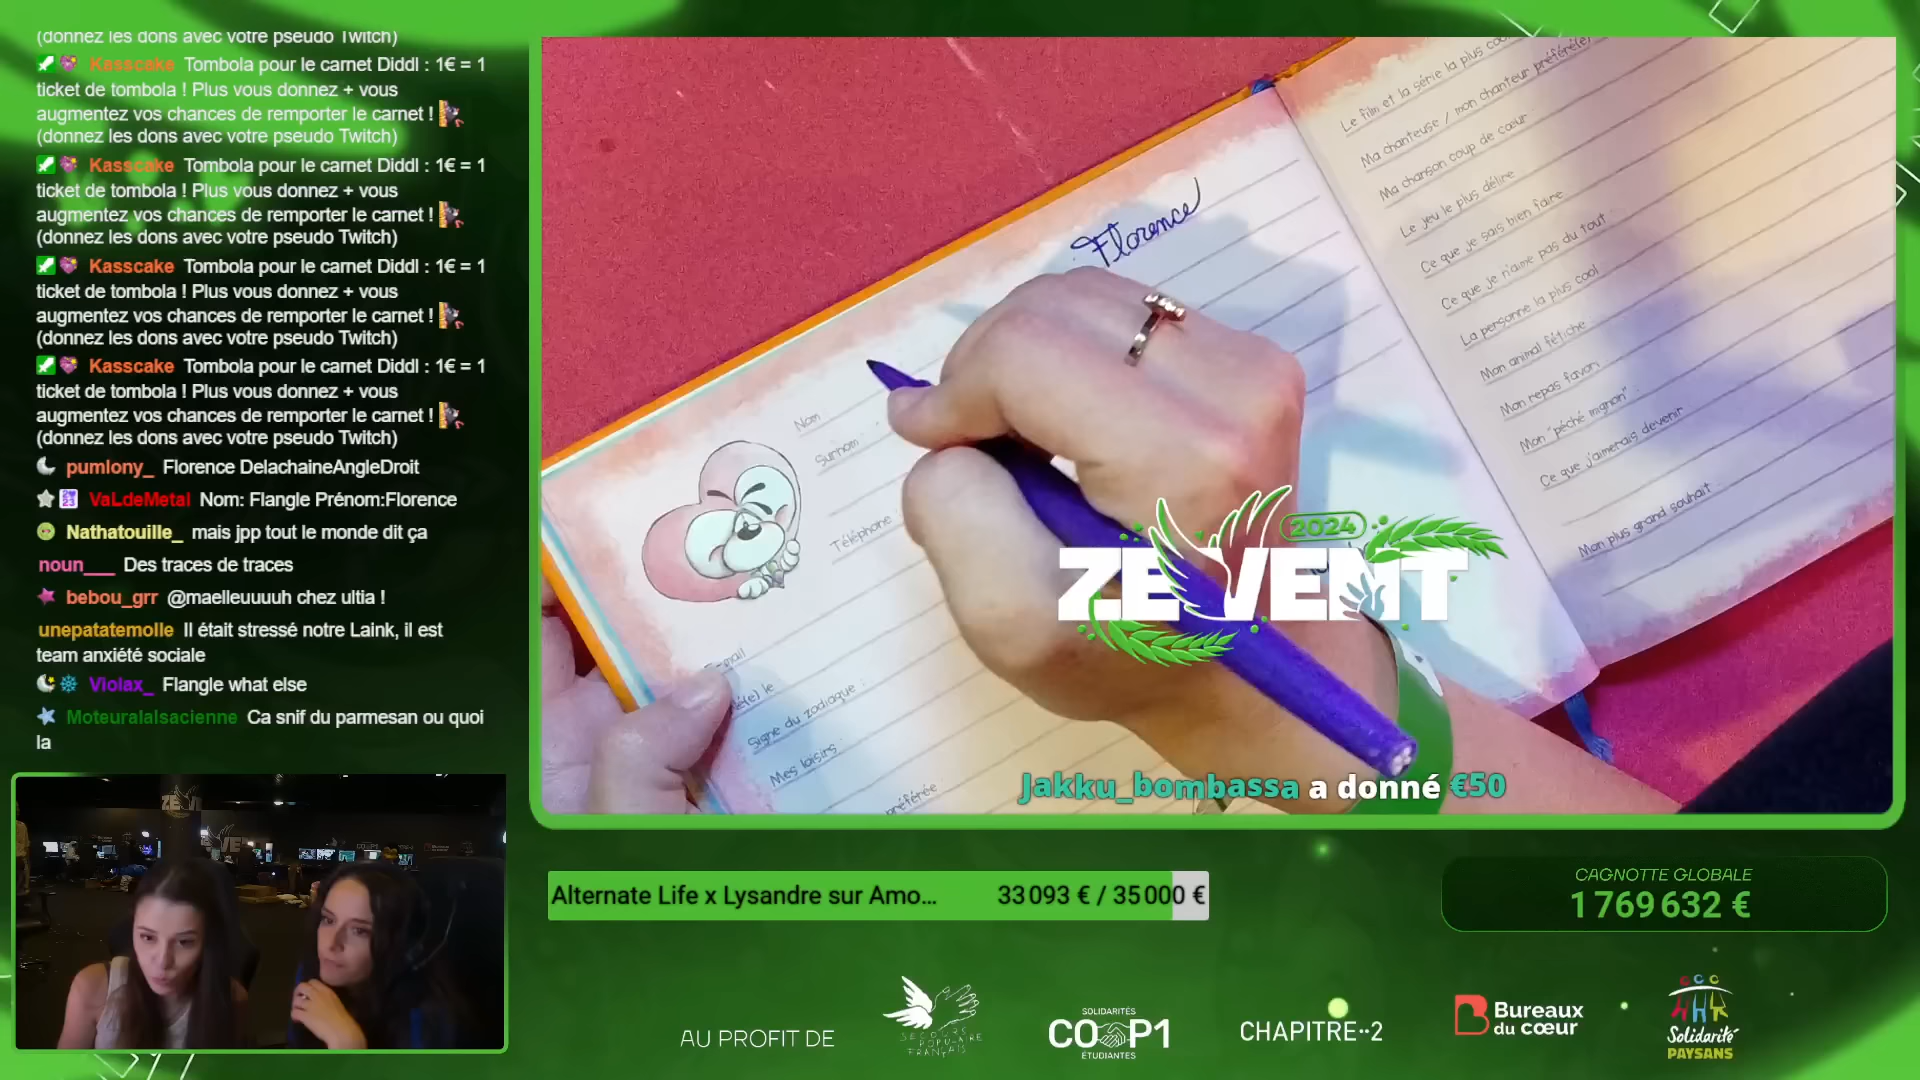 (donnez les dons avec votre pseudo Twitch)
Kasscake Tombola pour le carnet Diddl : 1€ = 1
ticket de tombola ! Plus vous donnez + vous
augmentez vos chances de remporter le carnet !
(donnez les dons avec votre pseudo Twitch)
Kasscake Tombola pour le carnet Diddl : 1€ = 1
ticket de tombola ! Plus vous donnez + vous
augmentez vos chances de remporter le carnet !
(donnez les dons avec votre pseudo Twitch)
Kasscake Tombola pour le carnet Diddl : 1€ = 1
ticket de tombola ! Plus vous donnez + vous
augmentez vos chances de remporter le carnet !
(donnez les dons avec votre pseudo Twitch)
Kasscake Tombola pour le carnet Diddl : 1€ = 1
ticket de tombola ! Plus vous donnez + vous
augmentez vos chances de remporter le carnet !
(donnez les dons avec votre pseudo Twitch)
pumlony_ Florence DelachaineAngleDroit
VaLdeMetal Nom: Flangle Prénom:Florence
Nathatouille_ mais jpp tout le monde dit ça
noun___ Des traces de traces
bebou_grr @maelleuuuuh chez ultia !
unepatatemolle Il était stressé notre Laink, il est
team anxiété sociale
Violax_ Flangle what else
Moteuralalsacienne Ca snif du parmesan ou quoi
la
Florence
Nom
Surnom :
Téléphone :
E-mail
Né(e) le
Signe du zodiaque :
Mes loisirs :
préférée
Le film et la série la plus
Ma chanteuse / mon chanteur préféré(e)
Ma chanson coup de cœur
Le jeu le plus délire
Ce que je sais bien faire
Ce que je n'aime pas du tout :
La personne la plus cool
Mon animal fétiche
Mon repas favori
Mon "péché mignon" :
Ce que j'aimerais devenir
Mon plus grand souhait :
2024
ZEVENT
Jakku_bombassa a donné €50
Alternate Life x Lysandre sur Amo... 33 093 € / 35 000 €
CAGNOTTE GLOBALE
1 769 632 €
AU PROFIT DE
SECOURS
POPULAIRE
FRANÇAIS
SOLIDARITÉS
CO P1
ÉTUDIANTES
CHAPITRE··2
Bureaux
du cœur
Solidarité
PAYSANS